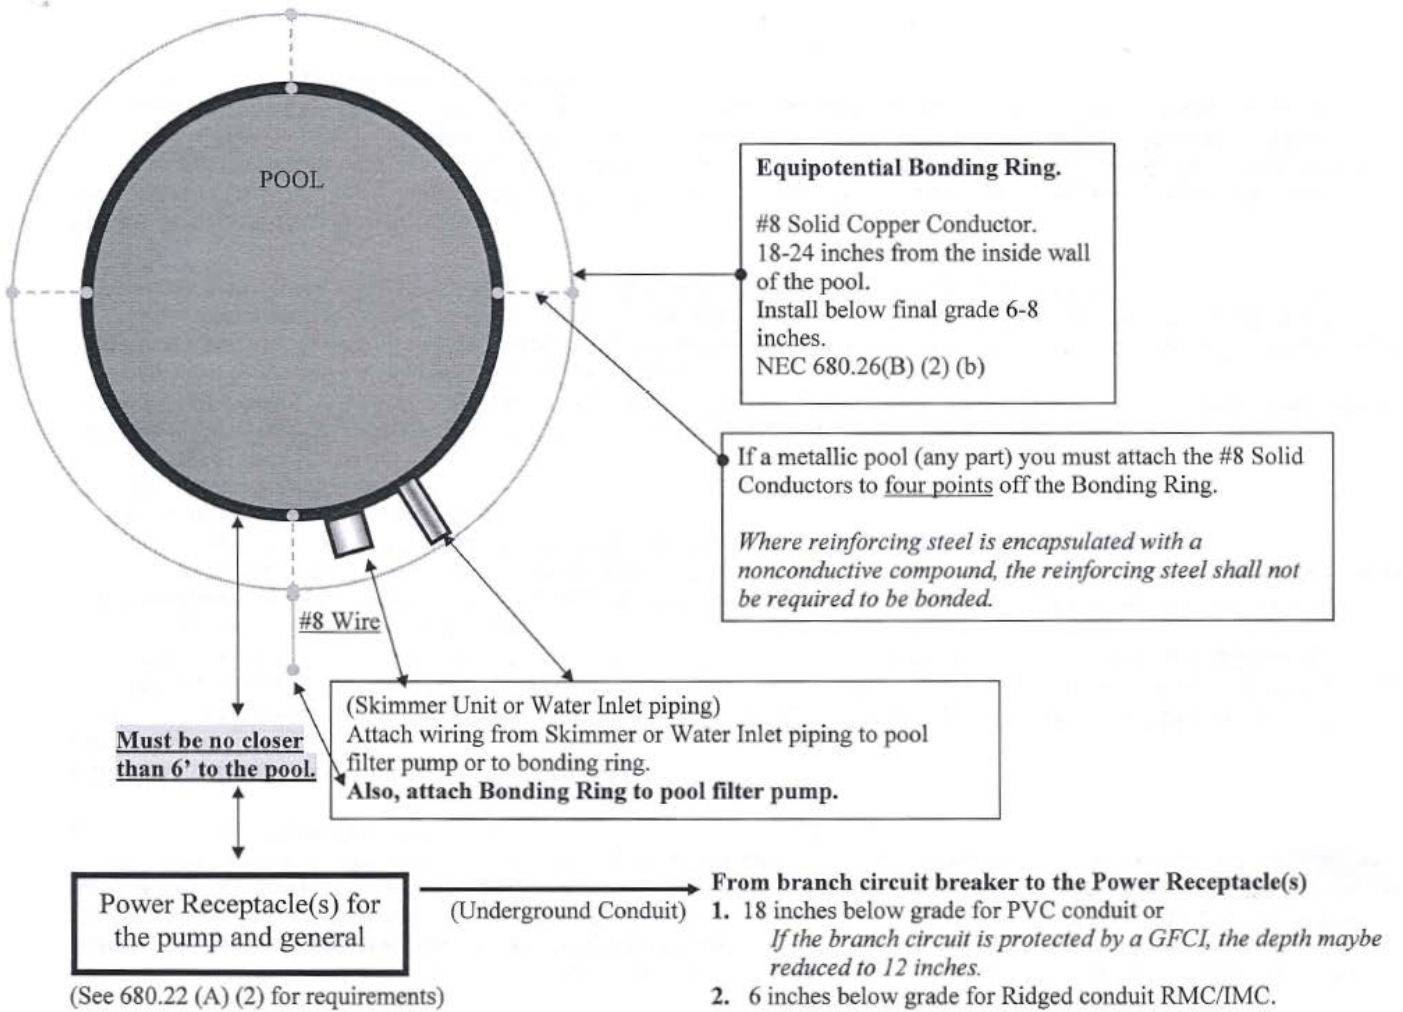 POOL
Equipotential Bonding Ring.
#8 Solid Copper Conductor.
18-24 inches from the inside wall
of the pool.
Install below final grade 6-8
inches.
NEC 680.26(B) (2) (b)
If a metallic pool (any part) you must attach the #8 Solid
Conductors to four points off the Bonding Ring.
Where reinforcing steel is encapsulated with a
nonconductive compound, the reinforcing steel shall not
be required to be bonded.
#8 Wire
(Skimmer Unit or Water Inlet piping)
Attach wiring from Skimmer or Water Inlet piping to pool
filter pump or to bonding ring.
Also, attach Bonding Ring to pool filter pump.
Must be no closer
than 6’ to the pool.
Power Receptacle(s) for
the pump and general
(See 680.22 (A) (2) for requirements)
(Underground Conduit)
From branch circuit breaker to the Power Receptacle(s)
1. 18 inches below grade for PVC conduit or
If the branch circuit is protected by a GFCI, the depth maybe
reduced to 12 inches.
2. 6 inches below grade for Ridged conduit RMC/IMC.